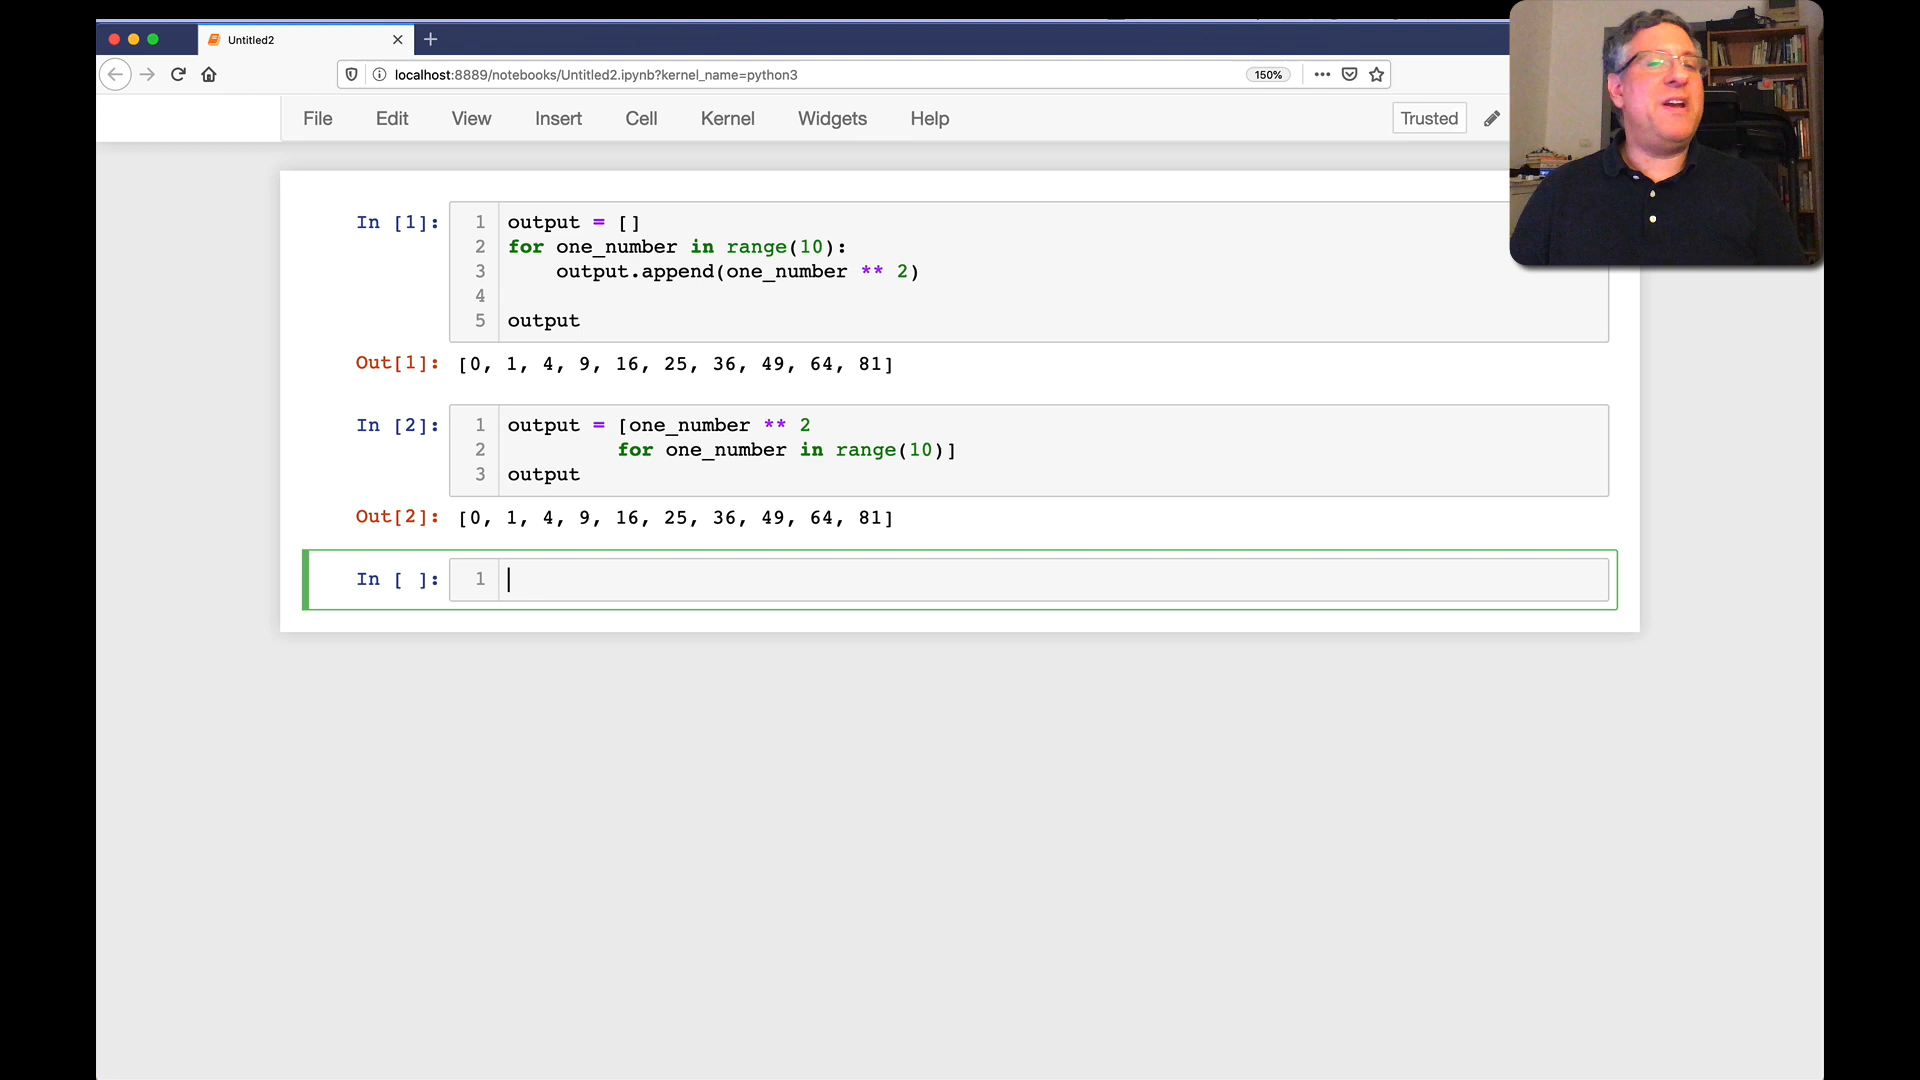 Untitled2
localhost:8889/notebooks/Untitled2.ipynb?kernel_name=python3
150%
File Edit View Insert Cell Kernel Widgets Help
Trusted
In [1]:
1 output = []
2 for one_number in range(10):
3     output.append(one_number ** 2)
4
5 output
Out[1]: [0, 1, 4, 9, 16, 25, 36, 49, 64, 81]
In [2]:
1 output = [one_number ** 2
2          for one_number in range(10)]
3 output
Out[2]: [0, 1, 4, 9, 16, 25, 36, 49, 64, 81]
In [ ]:
1